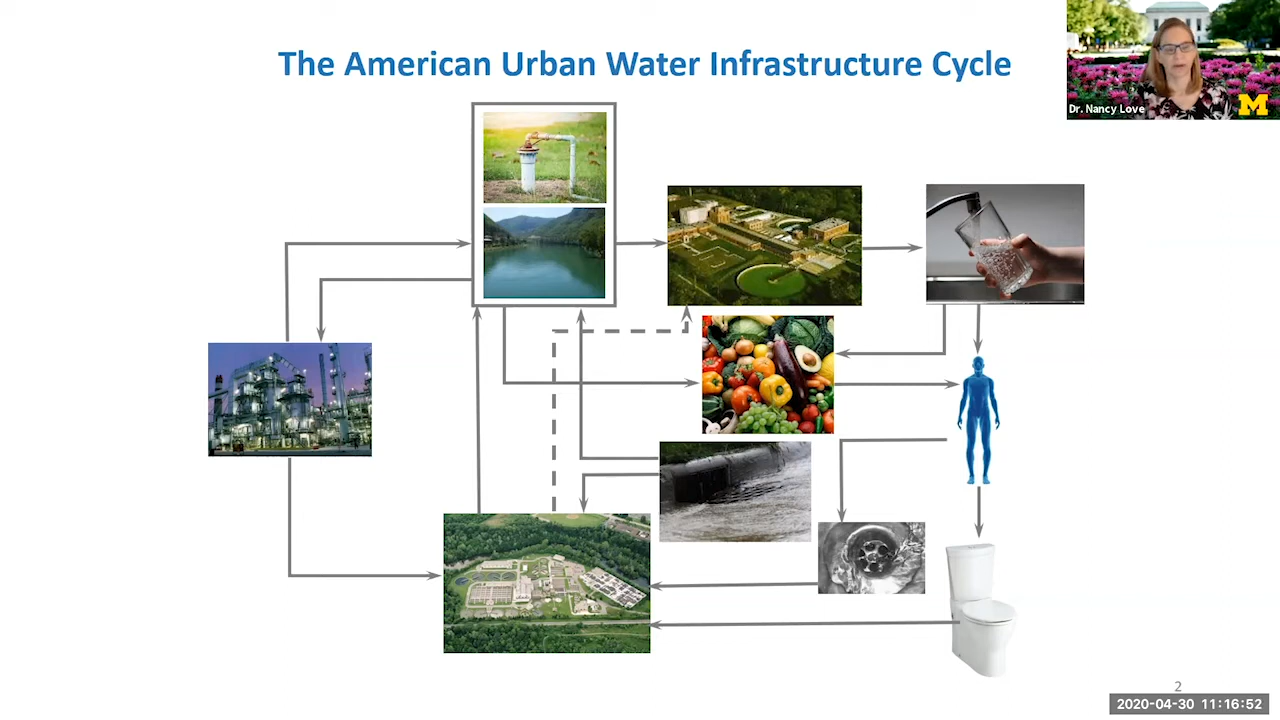 The American Urban Water Infrastructure Cycle
Dr. Nancy Love
M
2
2020-04-30 11:16:52